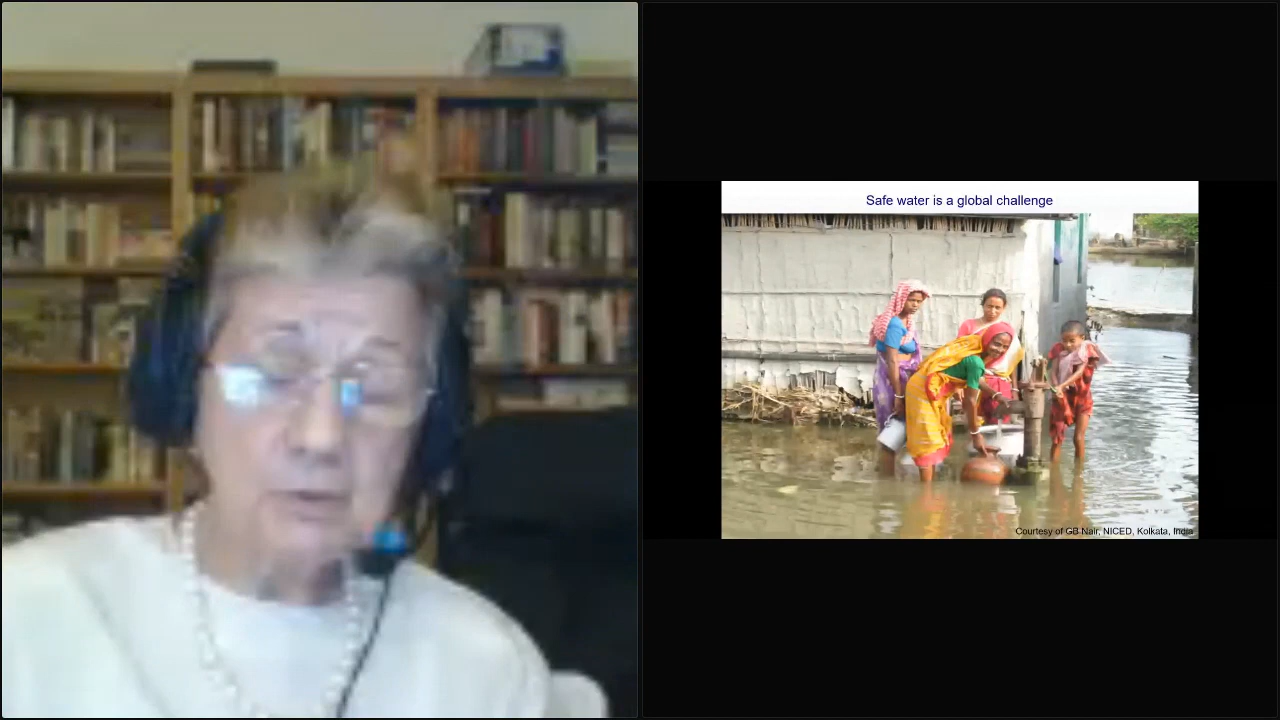 Safe water is a global challenge
Courtesy of GB Nair, NICED, Kolkata, India